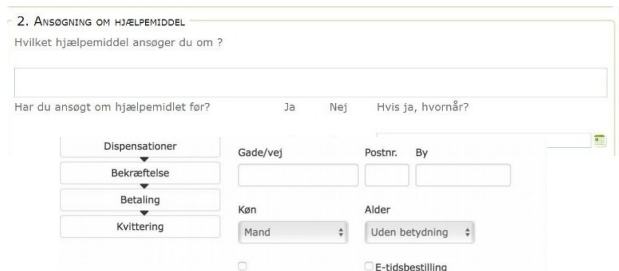 2. Ansøgning om hjælpemiddel
Hvilket hjælpemiddel ansøger du om ?
Har du ansøgt om hjælpemidlet før? Ja Nej Hvis ja, hvornår?
Dispensationer
Bekræftelse
Betaling
Kvittering
Gade/vej Postnr. By
Køn Alder
Mand Uden betydning
E-tidsbestilling